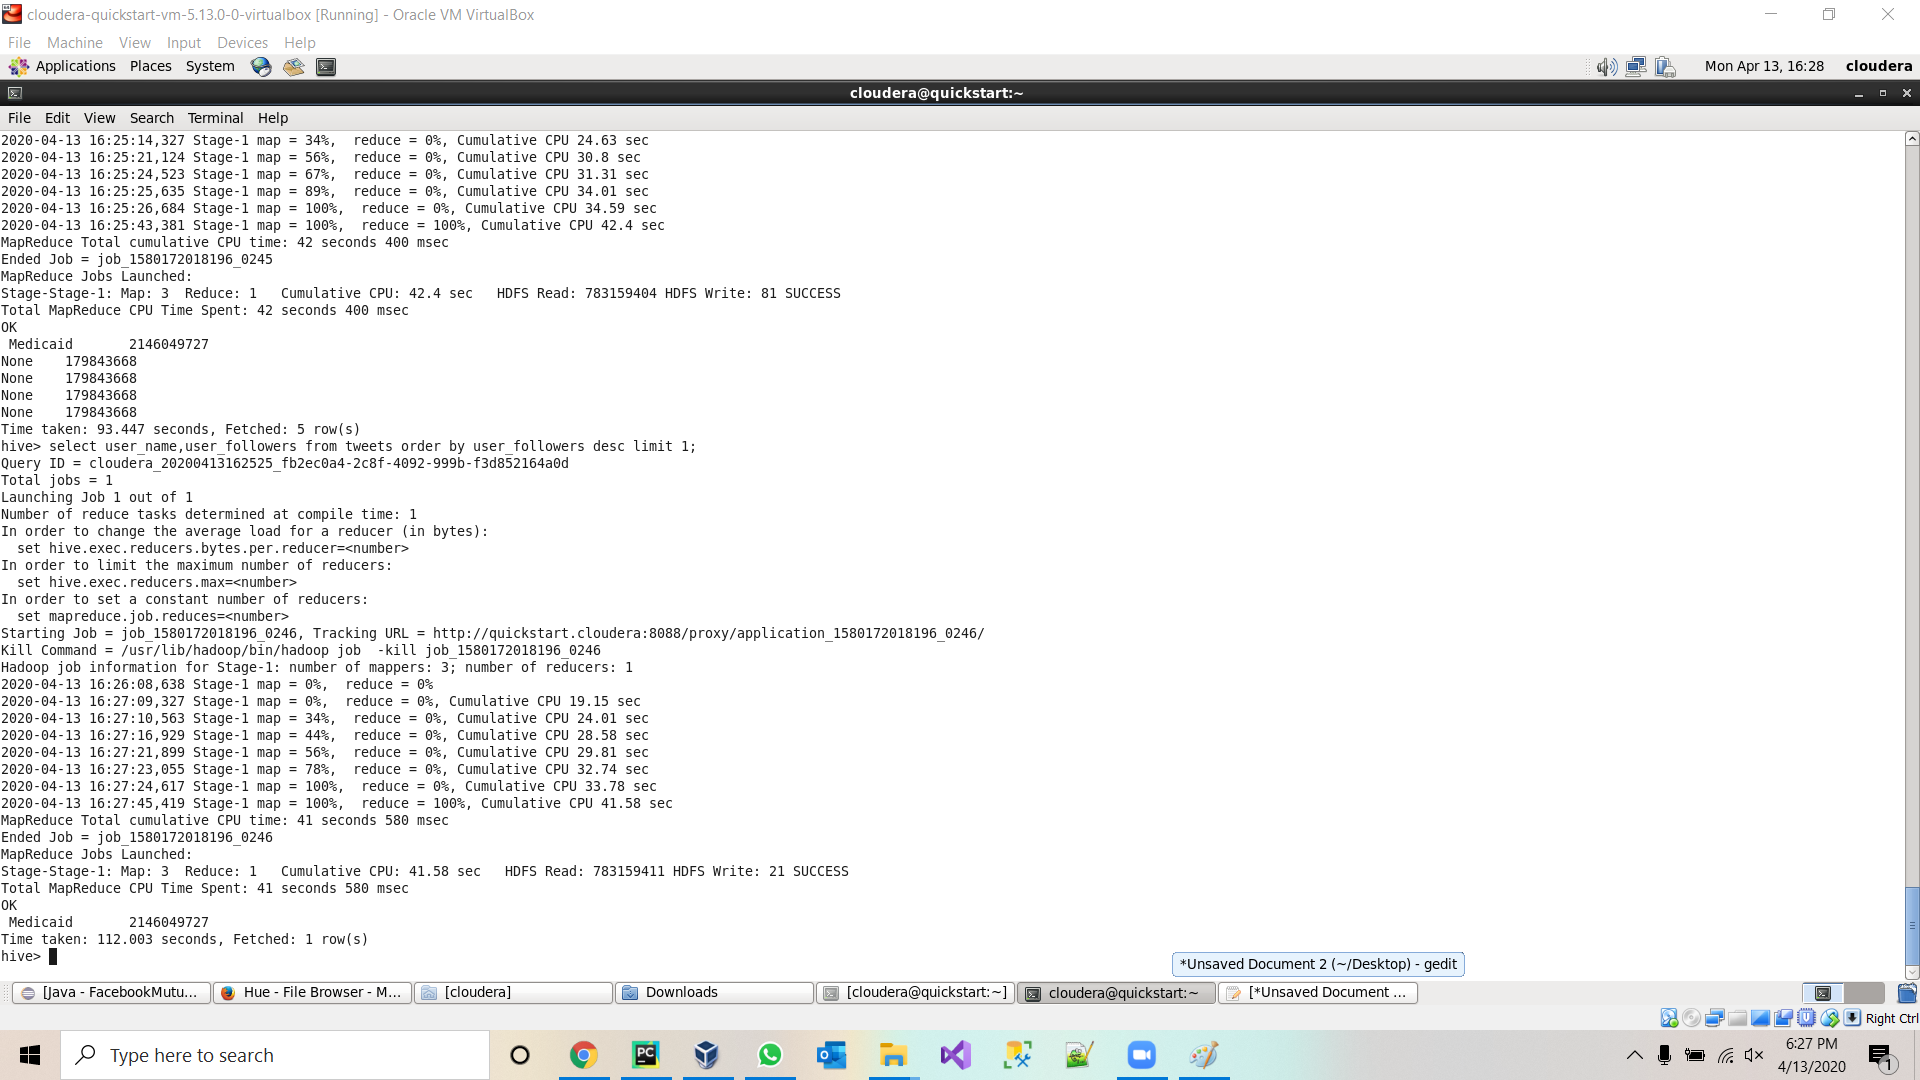 cloudera-quickstart-vm-5.13.0-0-virtualbox [Running] - Oracle VM VirtualBox
File Machine View Input Devices Help
Applications Places System Mon Apr 13, 16:28 cloudera
cloudera@quickstart:~
File Edit View Search Terminal Help
2020-04-13 16:25:14,327 Stage-1 map = 34%,  reduce = 0%, Cumulative CPU 24.63 sec
2020-04-13 16:25:21,124 Stage-1 map = 56%,  reduce = 0%, Cumulative CPU 30.8 sec
2020-04-13 16:25:24,523 Stage-1 map = 67%,  reduce = 0%, Cumulative CPU 31.31 sec
2020-04-13 16:25:25,635 Stage-1 map = 89%,  reduce = 0%, Cumulative CPU 34.01 sec
2020-04-13 16:25:26,684 Stage-1 map = 100%,  reduce = 0%, Cumulative CPU 34.59 sec
2020-04-13 16:25:43,381 Stage-1 map = 100%,  reduce = 100%, Cumulative CPU 42.4 sec
MapReduce Total cumulative CPU time: 42 seconds 400 msec
Ended Job = job_1580172018196_0245
MapReduce Jobs Launched:
Stage-Stage-1: Map: 3  Reduce: 1   Cumulative CPU: 42.4 sec   HDFS Read: 783159404 HDFS Write: 81 SUCCESS
Total MapReduce CPU Time Spent: 42 seconds 400 msec
OK
 Medicaid       2146049727
None    179843668
None    179843668
None    179843668
None    179843668
Time taken: 93.447 seconds, Fetched: 5 row(s)
hive> select user_name,user_followers from tweets order by user_followers desc limit 1;
Query ID = cloudera_20200413162525_fb2ec0a4-2c8f-4092-999b-f3d852164a0d
Total jobs = 1
Launching Job 1 out of 1
Number of reduce tasks determined at compile time: 1
In order to change the average load for a reducer (in bytes):
  set hive.exec.reducers.bytes.per.reducer=<number>
In order to limit the maximum number of reducers:
  set hive.exec.reducers.max=<number>
In order to set a constant number of reducers:
  set mapreduce.job.reduces=<number>
Starting Job = job_1580172018196_0246, Tracking URL = http://quickstart.cloudera:8088/proxy/application_1580172018196_0246/
Kill Command = /usr/lib/hadoop/bin/hadoop job  -kill job_1580172018196_0246
Hadoop job information for Stage-1: number of mappers: 3; number of reducers: 1
2020-04-13 16:26:08,638 Stage-1 map = 0%,  reduce = 0%
2020-04-13 16:27:09,327 Stage-1 map = 0%,  reduce = 0%, Cumulative CPU 19.15 sec
2020-04-13 16:27:10,563 Stage-1 map = 34%,  reduce = 0%, Cumulative CPU 24.01 sec
2020-04-13 16:27:16,929 Stage-1 map = 44%,  reduce = 0%, Cumulative CPU 28.58 sec
2020-04-13 16:27:21,899 Stage-1 map = 56%,  reduce = 0%, Cumulative CPU 29.81 sec
2020-04-13 16:27:23,055 Stage-1 map = 78%,  reduce = 0%, Cumulative CPU 32.74 sec
2020-04-13 16:27:24,617 Stage-1 map = 100%,  reduce = 0%, Cumulative CPU 33.78 sec
2020-04-13 16:27:45,419 Stage-1 map = 100%,  reduce = 100%, Cumulative CPU 41.58 sec
MapReduce Total cumulative CPU time: 41 seconds 580 msec
Ended Job = job_1580172018196_0246
MapReduce Jobs Launched:
Stage-Stage-1: Map: 3  Reduce: 1   Cumulative CPU: 41.58 sec   HDFS Read: 783159411 HDFS Write: 21 SUCCESS
Total MapReduce CPU Time Spent: 41 seconds 580 msec
OK
 Medicaid       2146049727
Time taken: 112.003 seconds, Fetched: 1 row(s)
hive>
*Unsaved Document 2 (~/Desktop) - gedit
[Java - FacebookMutu... Hue - File Browser - M... [cloudera] Downloads [cloudera@quickstart:~] cloudera@quickstart:~ [*Unsaved Document ...
Right Ctrl
Type here to search
PC
6:27 PM
4/13/2020
1